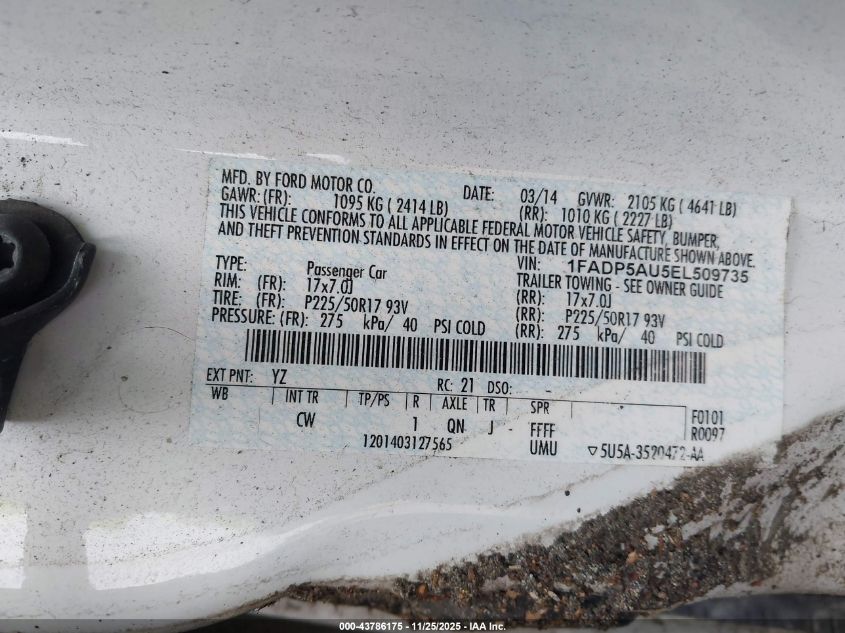 MFD. BY FORD MOTOR CO. DATE: 03/14 GVWR: 2105 KG ( 4641 LB)
GAWR: (FR): 1095 KG ( 2414 LB) (RR): 1010 KG ( 2227 LB)
THIS VEHICLE CONFORMS TO ALL APPLICABLE FEDERAL MOTOR VEHICLE SAFETY, BUMPER,
AND THEFT PREVENTION STANDARDS IN EFFECT ON THE DATE OF MANUFACTURE SHOWN ABOVE.
VIN: 1FADP5AU5EL509735
TYPE: Passenger Car TRAILER TOWING - SEE OWNER GUIDE
RIM: (FR): 17x7.0J (RR): 17x7.0J
TIRE: (FR): P225/50R17 93V (RR): P225/50R17 93V
PRESSURE: (FR): 275 kPa/ 40 PSI COLD (RR): 275 kPa/ 40 PSI COLD
EXT PNT: YZ RC: 21 DSO: -
WB INT TR TP/PS R AXLE TR SPR F0101
CW 1 QN J FFFF R0097
1201403127565 UMU ▽5U5A-3520472-AA
000-43786175 - 11/25/2025 - IAA Inc.